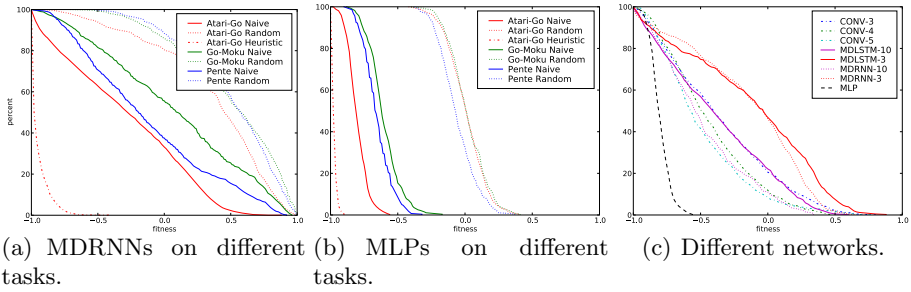 100
80
60
40
20
0
percent
−1.0
−0.5
0.0
0.5
1.0
fitness
Atari-Go Naive
Atari-Go Random
Atari-Go Heuristic
Go-Moku Naive
Go-Moku Random
Pente Naive
Pente Random
100
80
60
40
20
0
−1.0
−0.5
0.0
0.5
1.0
fitness
Atari-Go Naive
Atari-Go Random
Atari-Go Heuristic
Go-Moku Naive
Go-Moku Random
Pente Naive
Pente Random
100
80
60
40
20
0
−1.0
−0.5
0.0
0.5
1.0
fitness
CONV-3
CONV-4
CONV-5
MDLSTM-10
MDLSTM-3
MDRNN-10
MDRNN-3
MLP
(a) MDRNNs on different
tasks.
(b) MLPs on different
tasks.
(c) Different networks.